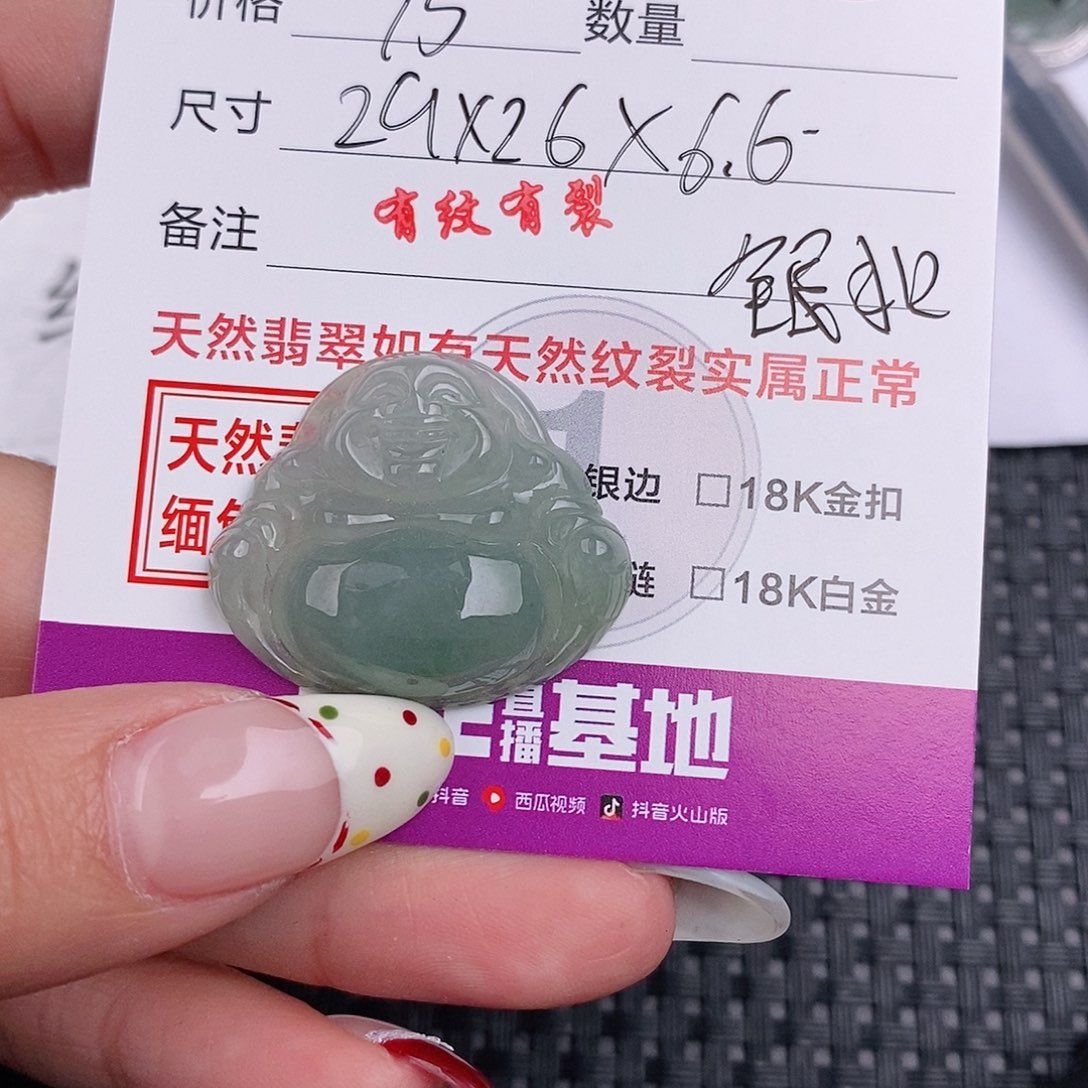 价格 15 数量
尺寸 29X26X6.6
备注 有纹有裂
天然翡翠如有天然纹裂实属正常
天然翡
缅
银边 □18K金扣
链 □18K白金
直播基地
抖音 西瓜视频 抖音火山版